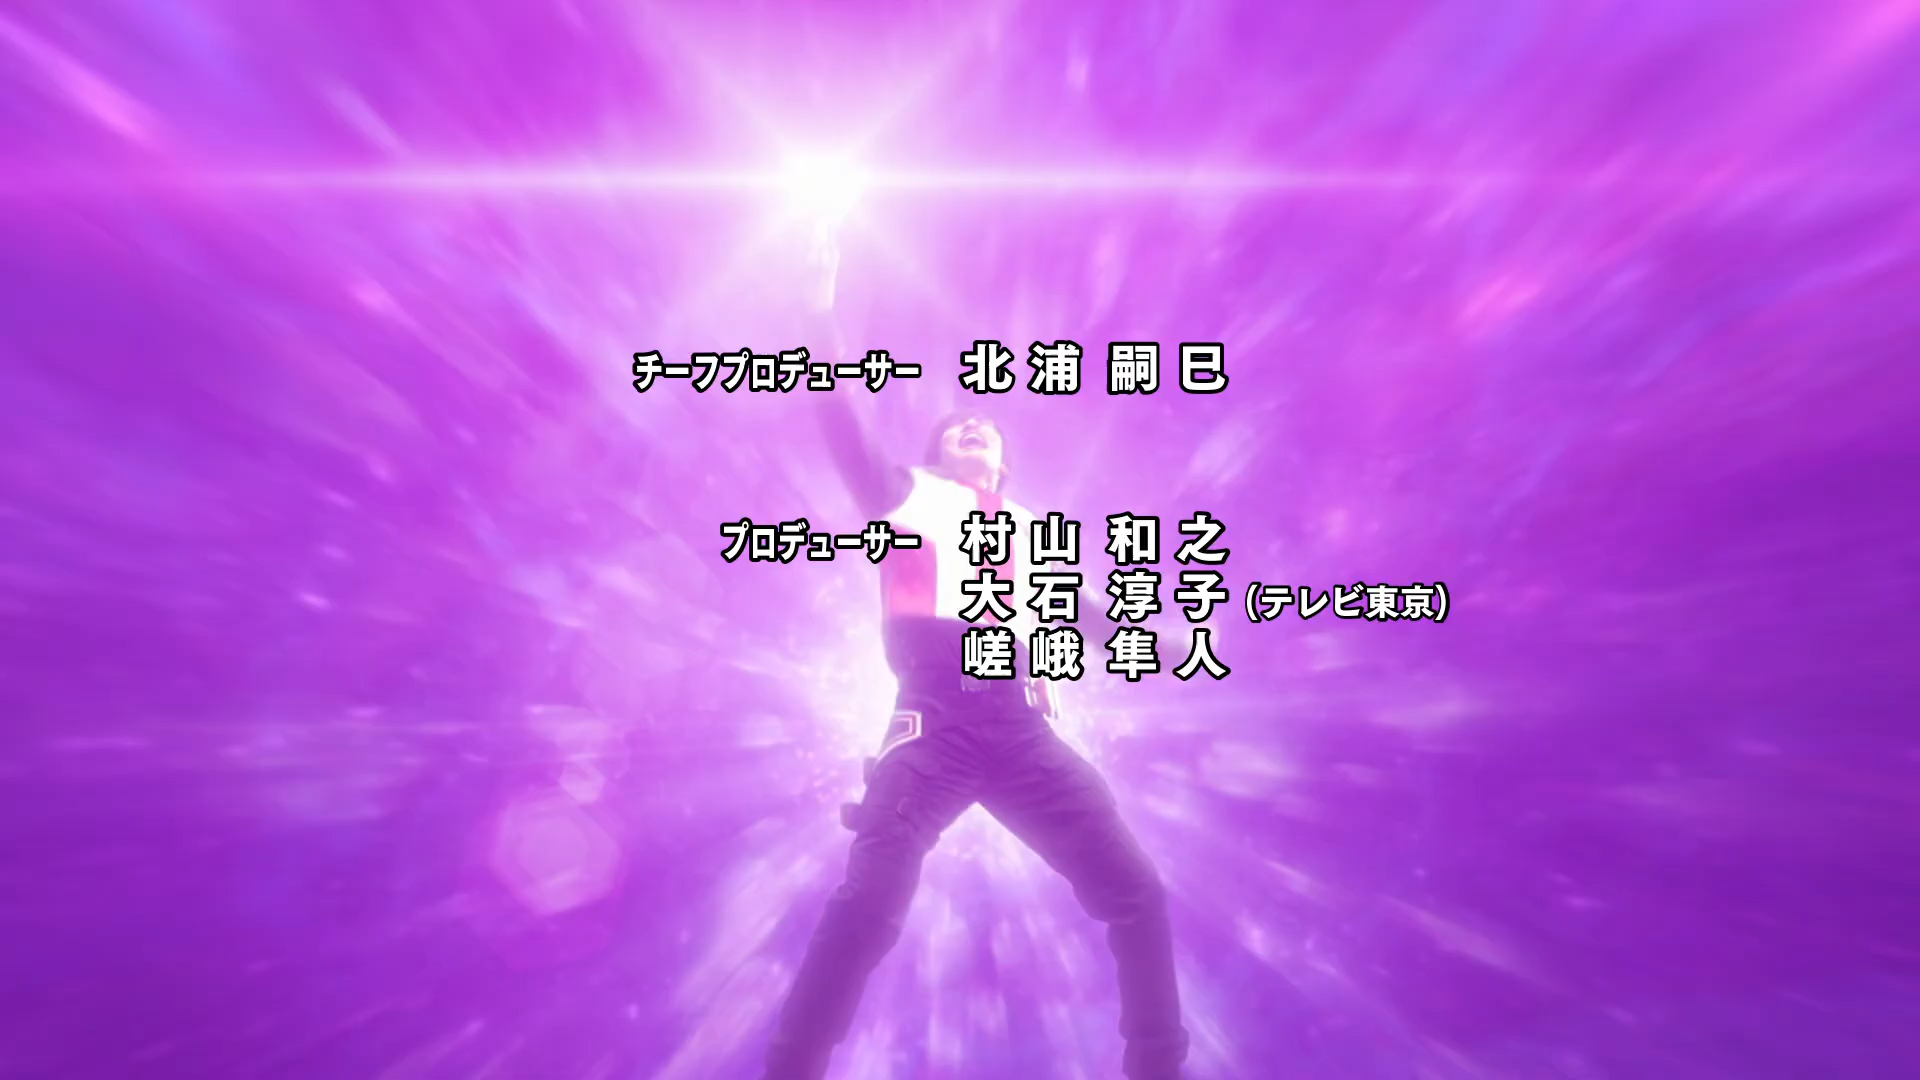 チーフプロデューサー 北浦 嗣巳
プロデューサー 村山 和之
大石 淳子 (テレビ東京)
嵯峨 隼人